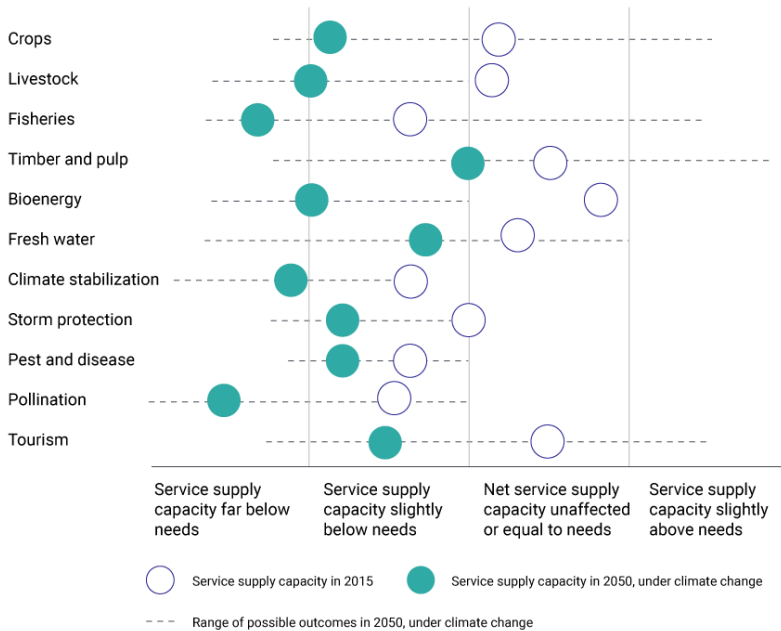 Crops
Livestock
Fisheries
Timber and pulp
Bioenergy
Fresh water
Climate stabilization
Storm protection
Pest and disease
Pollination
Tourism
Service supply
capacity far below
needs
Service supply
capacity slightly
below needs
Net service supply
capacity unaffected
or equal to needs
Service supply
capacity slightly
above needs
Service supply capacity in 2015
Service supply capacity in 2050, under climate change
Range of possible outcomes in 2050, under climate change